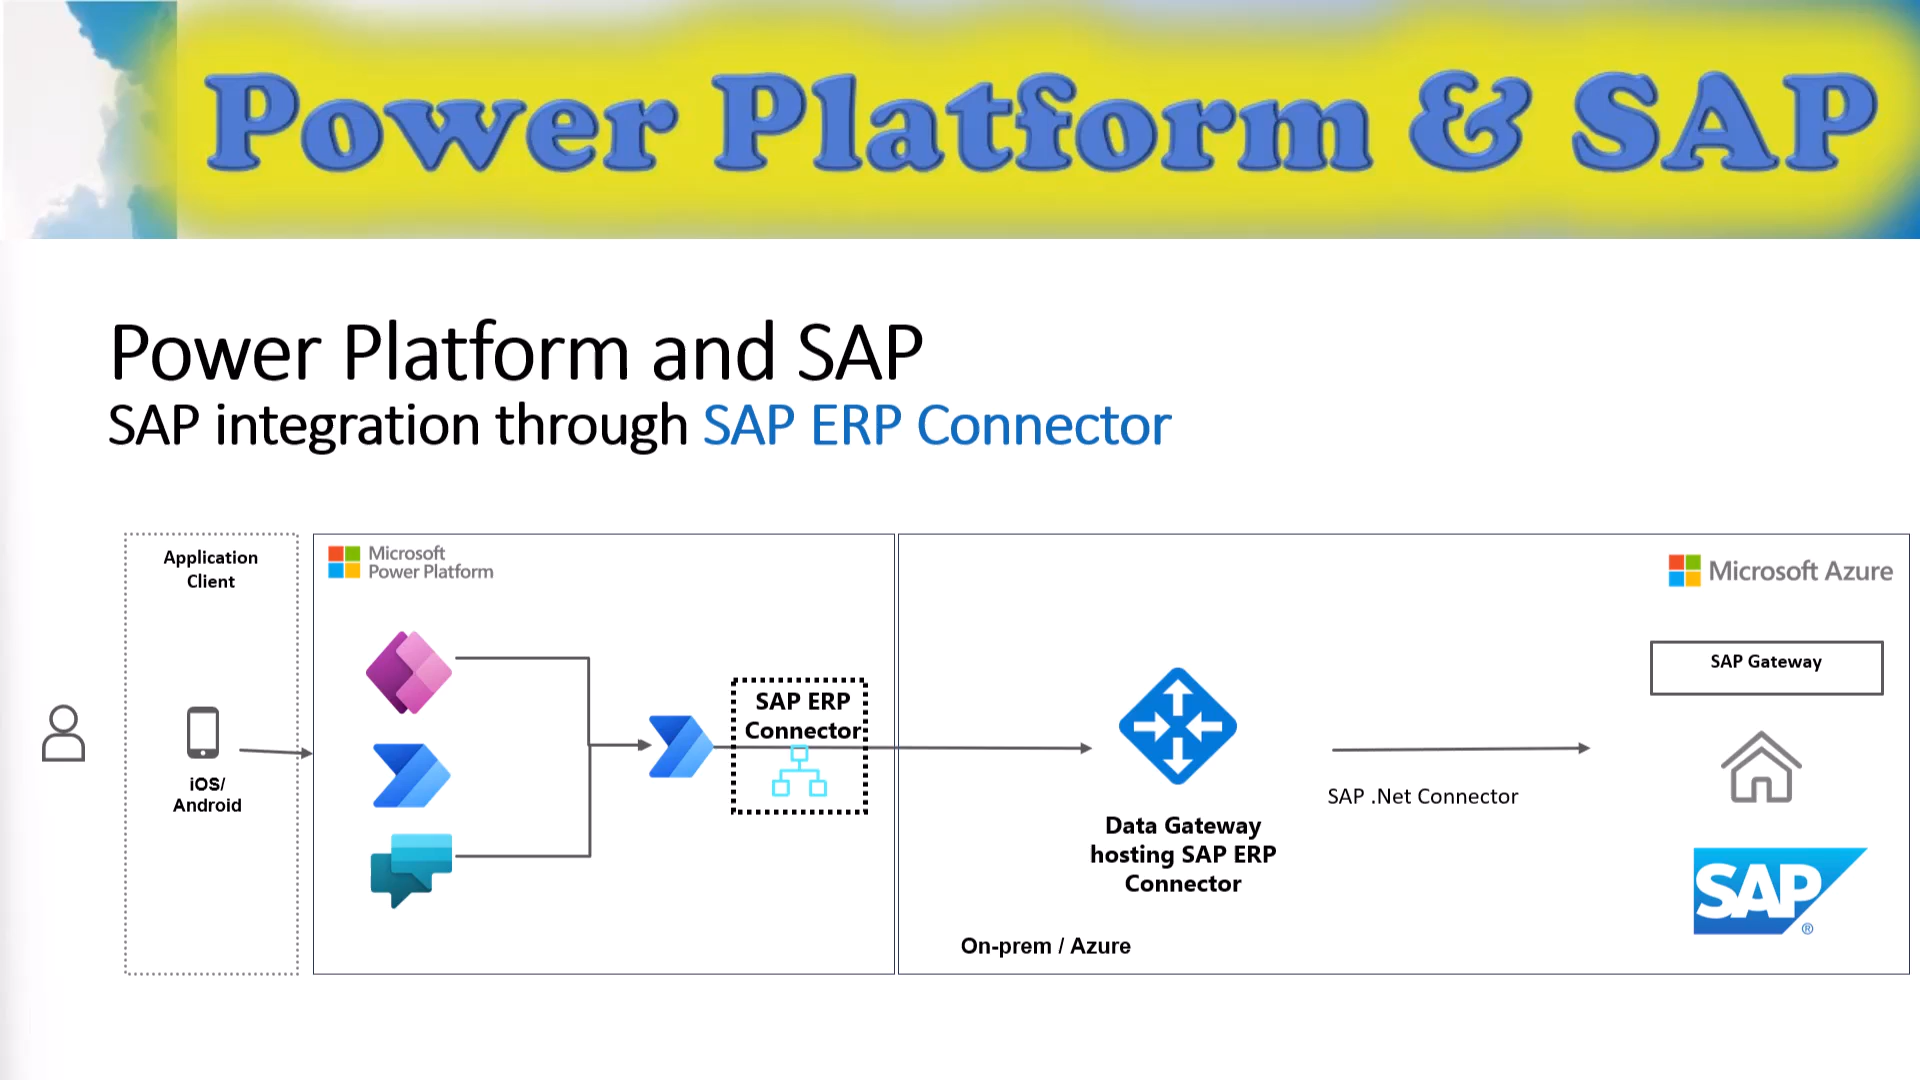 Power Platform & SAP
Power Platform and SAP
SAP integration through SAP ERP Connector
Application
Client
iOS/
Android
Microsoft
Power Platform
SAP ERP
Connector
Data Gateway
hosting SAP ERP
Connector
On-prem / Azure
SAP .Net Connector
Microsoft Azure
SAP Gateway
SAP®